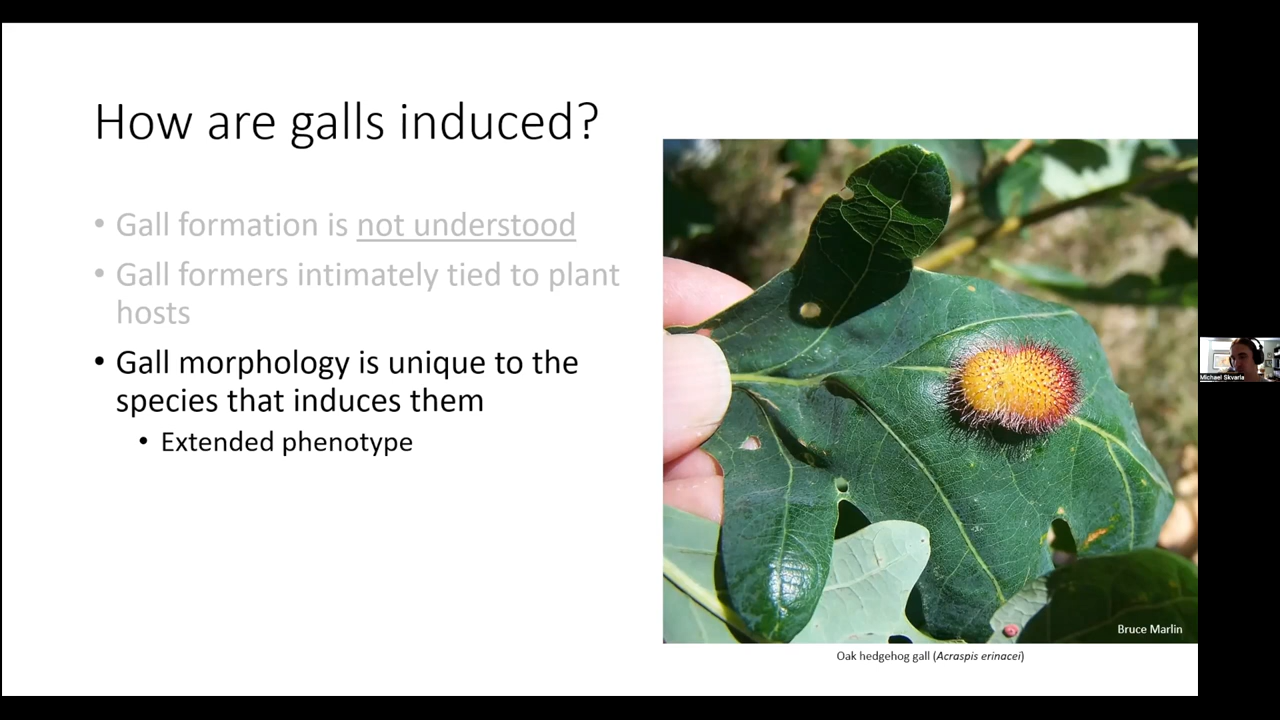 How are galls induced?
• Gall formation is not understood
• Gall formers intimately tied to plant
hosts
• Gall morphology is unique to the
species that induces them
• Extended phenotype
Bruce Marlin
Oak hedgehog gall (Acraspis erinacei)
Michael Skvarla